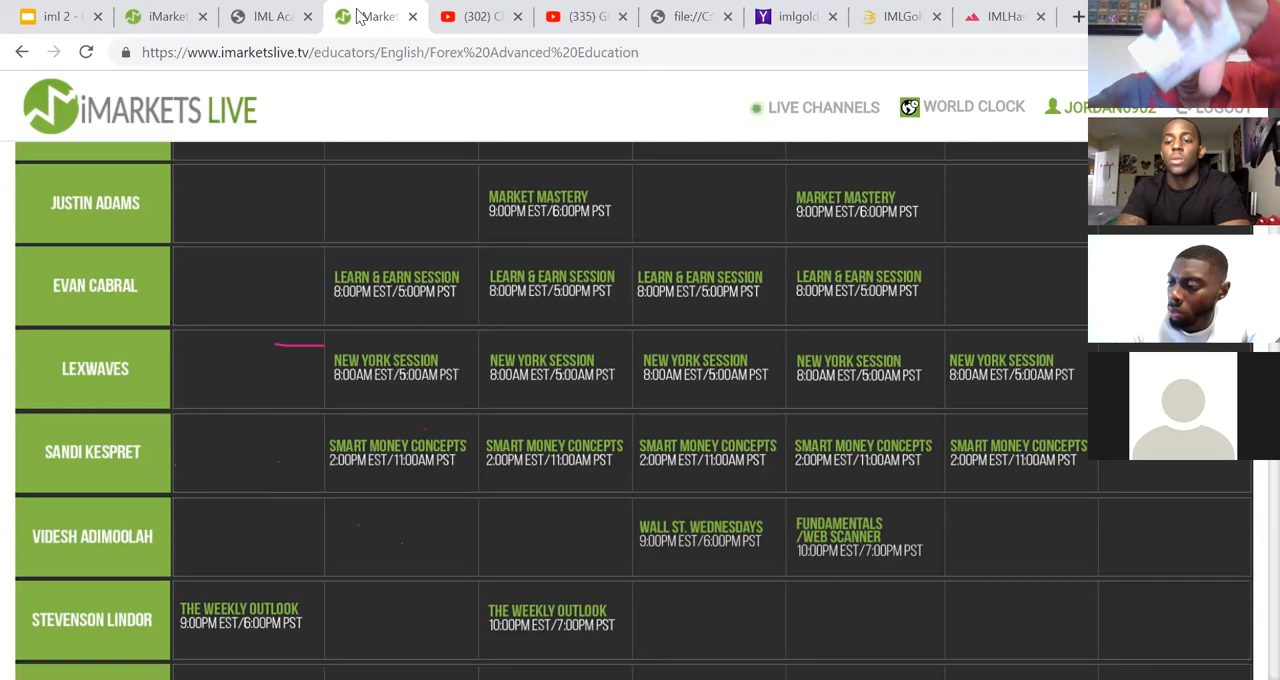 iml 2 -
iMarket
IML Aca
iMarket
(302)
(335)
file://C:
imlgold
IMLGol
IMLHar
https://www.imarketslive.tv/educators/English/Forex%20Advanced%20Education
iMARKETS LIVE
LIVE CHANNELS
WORLD CLOCK
JORDAN0902
LOGOUT
JUSTIN ADAMS
MARKET MASTERY
9:00PM EST/6:00PM PST
MARKET MASTERY
9:00PM EST/6:00PM PST
EVAN CABRAL
LEARN & EARN SESSION
8:00PM EST/5:00PM PST
LEARN & EARN SESSION
8:00PM EST/5:00PM PST
LEARN & EARN SESSION
8:00PM EST/5:00PM PST
LEARN & EARN SESSION
8:00PM EST/5:00PM PST
LEXWAVES
NEW YORK SESSION
8:00AM EST/5:00AM PST
NEW YORK SESSION
8:00AM EST/5:00AM PST
NEW YORK SESSION
8:00AM EST/5:00AM PST
NEW YORK SESSION
8:00AM EST/5:00AM PST
NEW YORK SESSION
8:00AM EST/5:00AM PST
SANDI KESPRET
SMART MONEY CONCEPTS
2:00PM EST/11:00AM PST
SMART MONEY CONCEPTS
2:00PM EST/11:00AM PST
SMART MONEY CONCEPTS
2:00PM EST/11:00AM PST
SMART MONEY CONCEPTS
2:00PM EST/11:00AM PST
SMART MONEY CONCEPTS
2:00PM EST/11:00AM PST
VIDESH ADIMOOLAH
WALL ST. WEDNESDAYS
9:00PM EST/6:00PM PST
FUNDAMENTALS
/WEB SCANNER
10:00PM EST/7:00PM PST
STEVENSON LINDOR
THE WEEKLY OUTLOOK
9:00PM EST/6:00PM PST
THE WEEKLY OUTLOOK
10:00PM EST/7:00PM PST